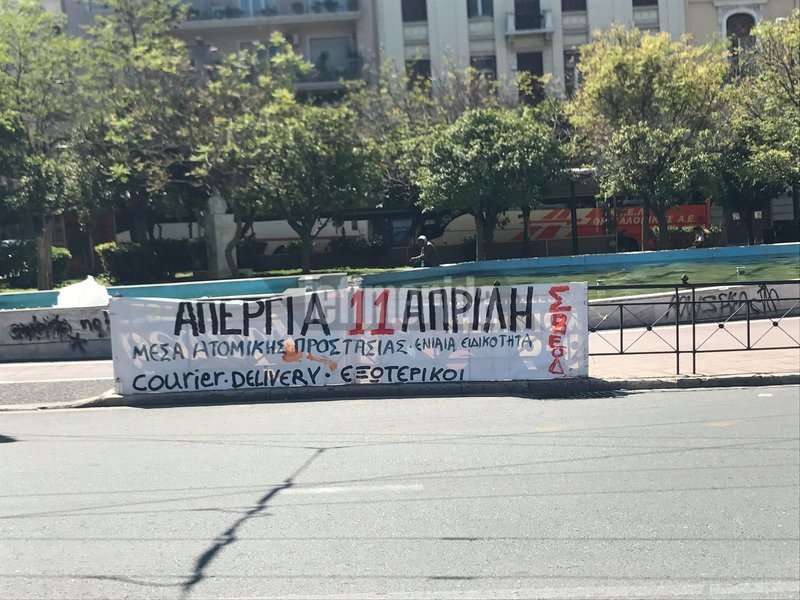 ΑΠΕΡΓΙΑ 11 ΑΠΡΙΛΗ
ΜΕΣΑ ΑΤΟΜΙΚΗΣ ΠΡΟΣΤΑΣΙΑΣ · ΕΝΙΑΙΑ ΕΙΔΙΚΟΤΗΤΑ
courier · DELIVERY · ΕΞΩΤΕΡΙΚΟΙ
ΣΒΕΟΔ